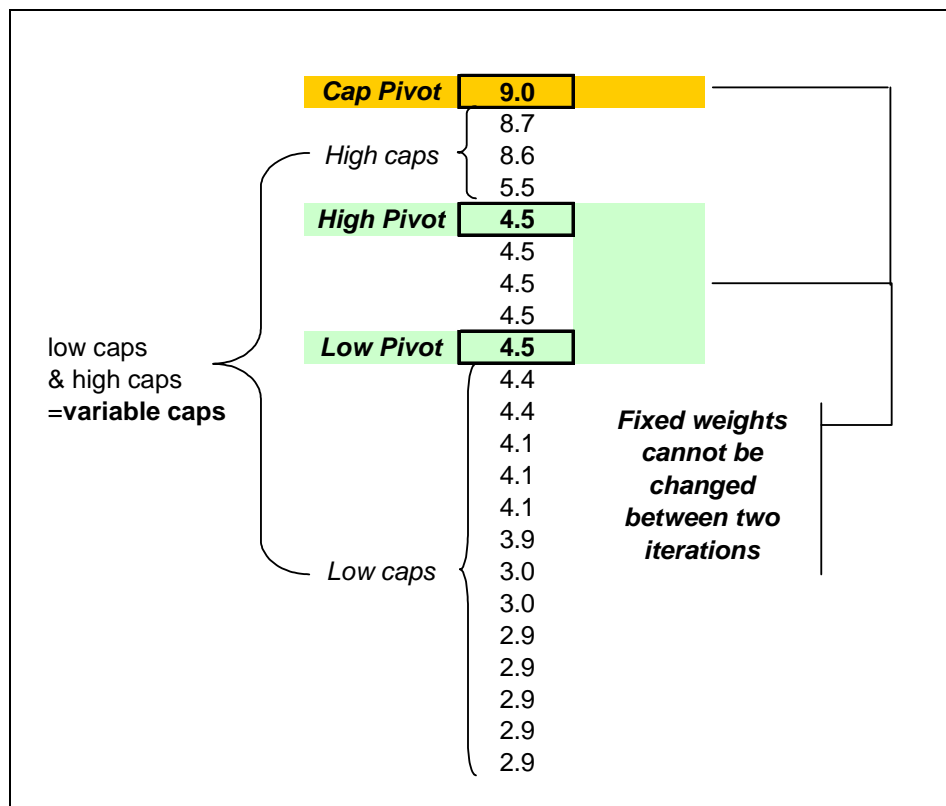 Cap Pivot 9.0
8.7
High caps 8.6
5.5
High Pivot 4.5
4.5
4.5
4.5
Low Pivot 4.5
low caps
& high caps
=variable caps
4.4
4.4
4.1
4.1
4.1
3.9
Low caps 3.0
3.0
2.9
2.9
2.9
2.9
2.9
Fixed weights
cannot be
changed
between two
iterations